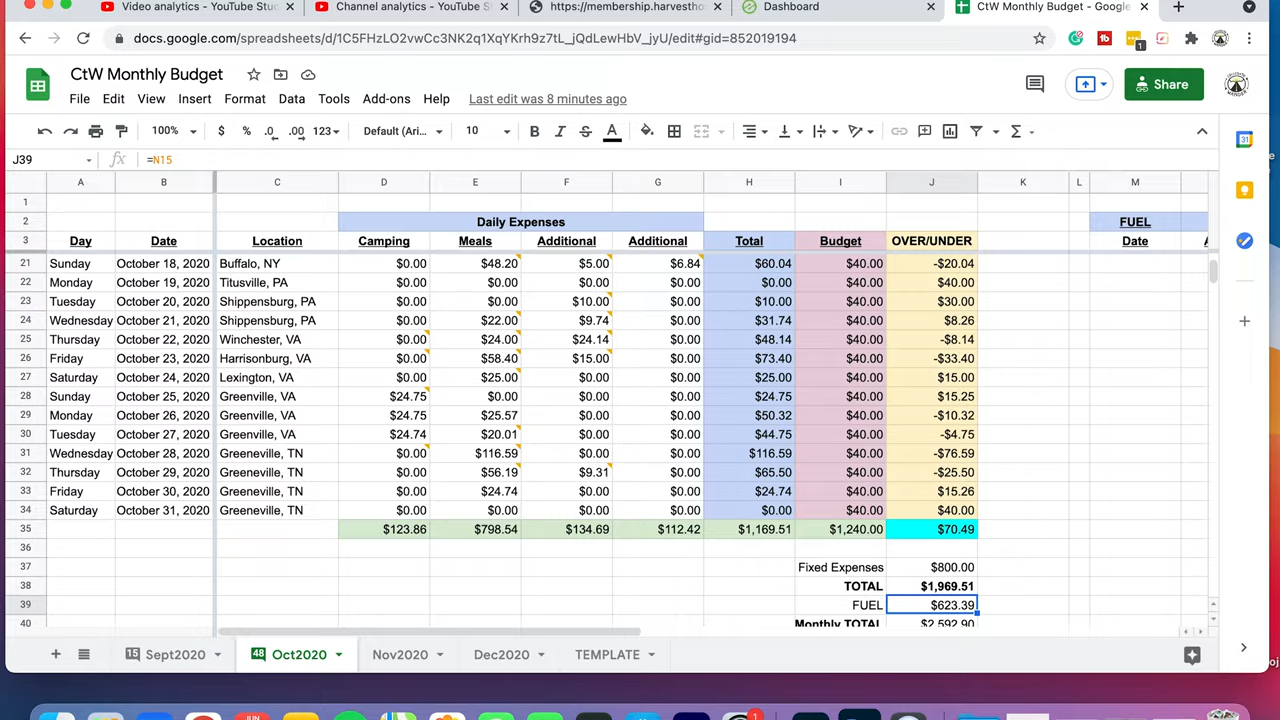 Video analytics - YouTube Stu
Channel analytics - YouTube S
https://membership.harvestho
Dashboard
CtW Monthly Budget - Google
docs.google.com/spreadsheets/d/1C5FHzLO2vwCc3NK2q1XqYKrh9z7tL_jQdLewHbV_jyU/edit#gid=852019194
CtW Monthly Budget
Share
File Edit View Insert Format Data Tools Add-ons Help Last edit was 8 minutes ago
100% $ % .0 .00 123 Default (Ari... 10 B I S A
J39 fx =N15
A B C D E F G H I J K L M
1
2 Daily Expenses FUEL
3 Day Date Location Camping Meals Additional Additional Total Budget OVER/UNDER Date
21 Sunday October 18, 2020 Buffalo, NY $0.00 $48.20 $5.00 $6.84 $60.04 $40.00 -$20.04
22 Monday October 19, 2020 Titusville, PA $0.00 $0.00 $0.00 $0.00 $0.00 $40.00 $40.00
23 Tuesday October 20, 2020 Shippensburg, PA $0.00 $0.00 $10.00 $0.00 $10.00 $40.00 $30.00
24 Wednesday October 21, 2020 Shippensburg, PA $0.00 $22.00 $9.74 $0.00 $31.74 $40.00 $8.26
25 Thursday October 22, 2020 Winchester, VA $0.00 $24.00 $24.14 $0.00 $48.14 $40.00 -$8.14
26 Friday October 23, 2020 Harrisonburg, VA $0.00 $58.40 $15.00 $0.00 $73.40 $40.00 -$33.40
27 Saturday October 24, 2020 Lexington, VA $0.00 $25.00 $0.00 $0.00 $25.00 $40.00 $15.00
28 Sunday October 25, 2020 Greenville, VA $24.75 $0.00 $0.00 $0.00 $24.75 $40.00 $15.25
29 Monday October 26, 2020 Greenville, VA $24.75 $25.57 $0.00 $0.00 $50.32 $40.00 -$10.32
30 Tuesday October 27, 2020 Greenville, VA $24.74 $20.01 $0.00 $0.00 $44.75 $40.00 -$4.75
31 Wednesday October 28, 2020 Greeneville, TN $0.00 $116.59 $0.00 $0.00 $116.59 $40.00 -$76.59
32 Thursday October 29, 2020 Greeneville, TN $0.00 $56.19 $9.31 $0.00 $65.50 $40.00 -$25.50
33 Friday October 30, 2020 Greeneville, TN $0.00 $24.74 $0.00 $0.00 $24.74 $40.00 $15.26
34 Saturday October 31, 2020 Greeneville, TN $0.00 $0.00 $0.00 $0.00 $0.00 $40.00 $40.00
35 $123.86 $798.54 $134.69 $112.42 $1,169.51 $1,240.00 $70.49
36
37 Fixed Expenses $800.00
38 TOTAL $1,969.51
39 FUEL $623.39
40 Monthly TOTAL $2,592.90
15 Sept2020 48 Oct2020 Nov2020 Dec2020 TEMPLATE